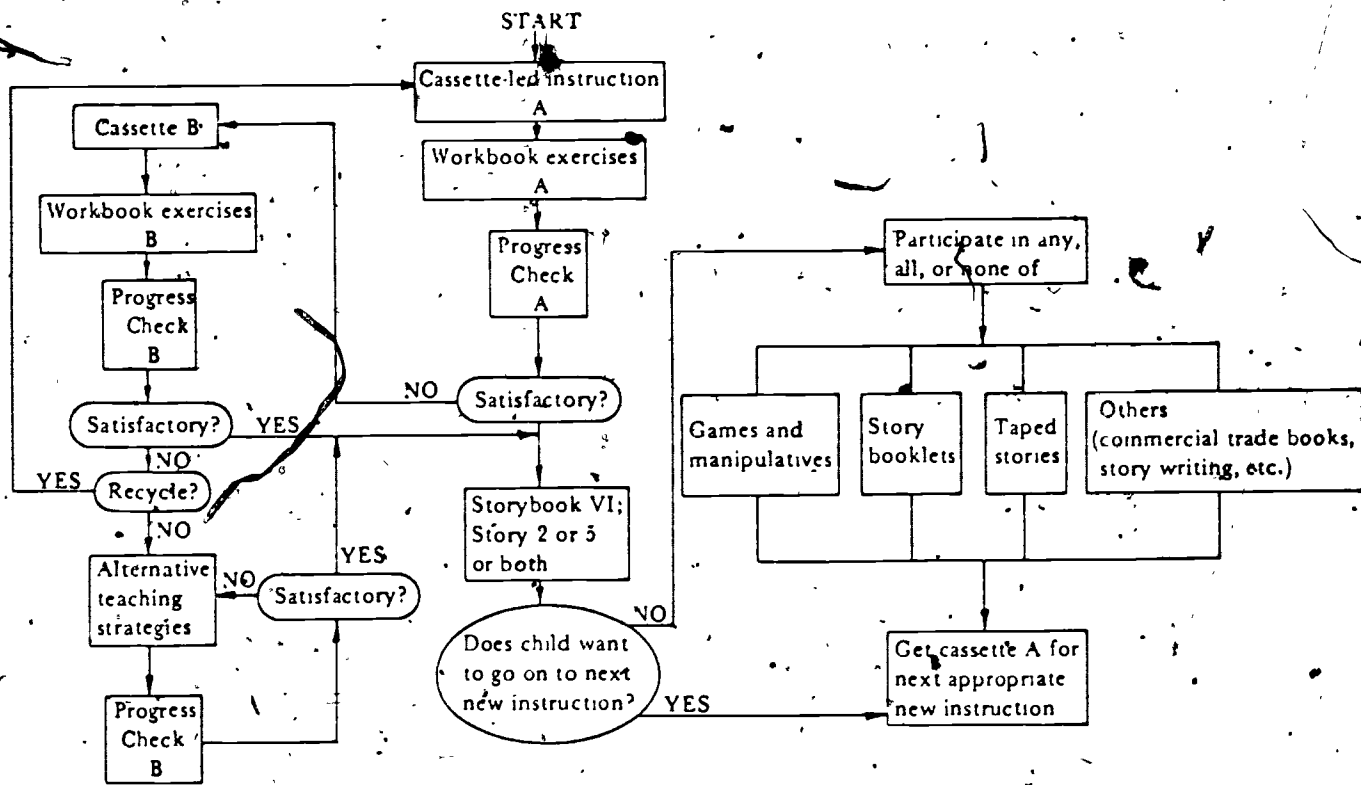 START
Cassette-led instruction
A
Workbook exercises
A
Progress
Check
A
Satisfactory?
NO
Cassette B
Workbook exercises
B
Progress
Check
B
Satisfactory?
YES
NO
Recycle?
YES
NO
Alternative
teaching
strategies
NO
Satisfactory?
YES
Progress
Check
B
Storybook VI;
Story 2 or 5
or both
Does child want
to go on to next
new instruction?
NO
YES
Participate in any,
all, or none of
Games and
manipulatives
Story
booklets
Taped
stories
Others
(commercial trade books,
story writing, etc.)
Get cassette A for
next appropriate
new instruction